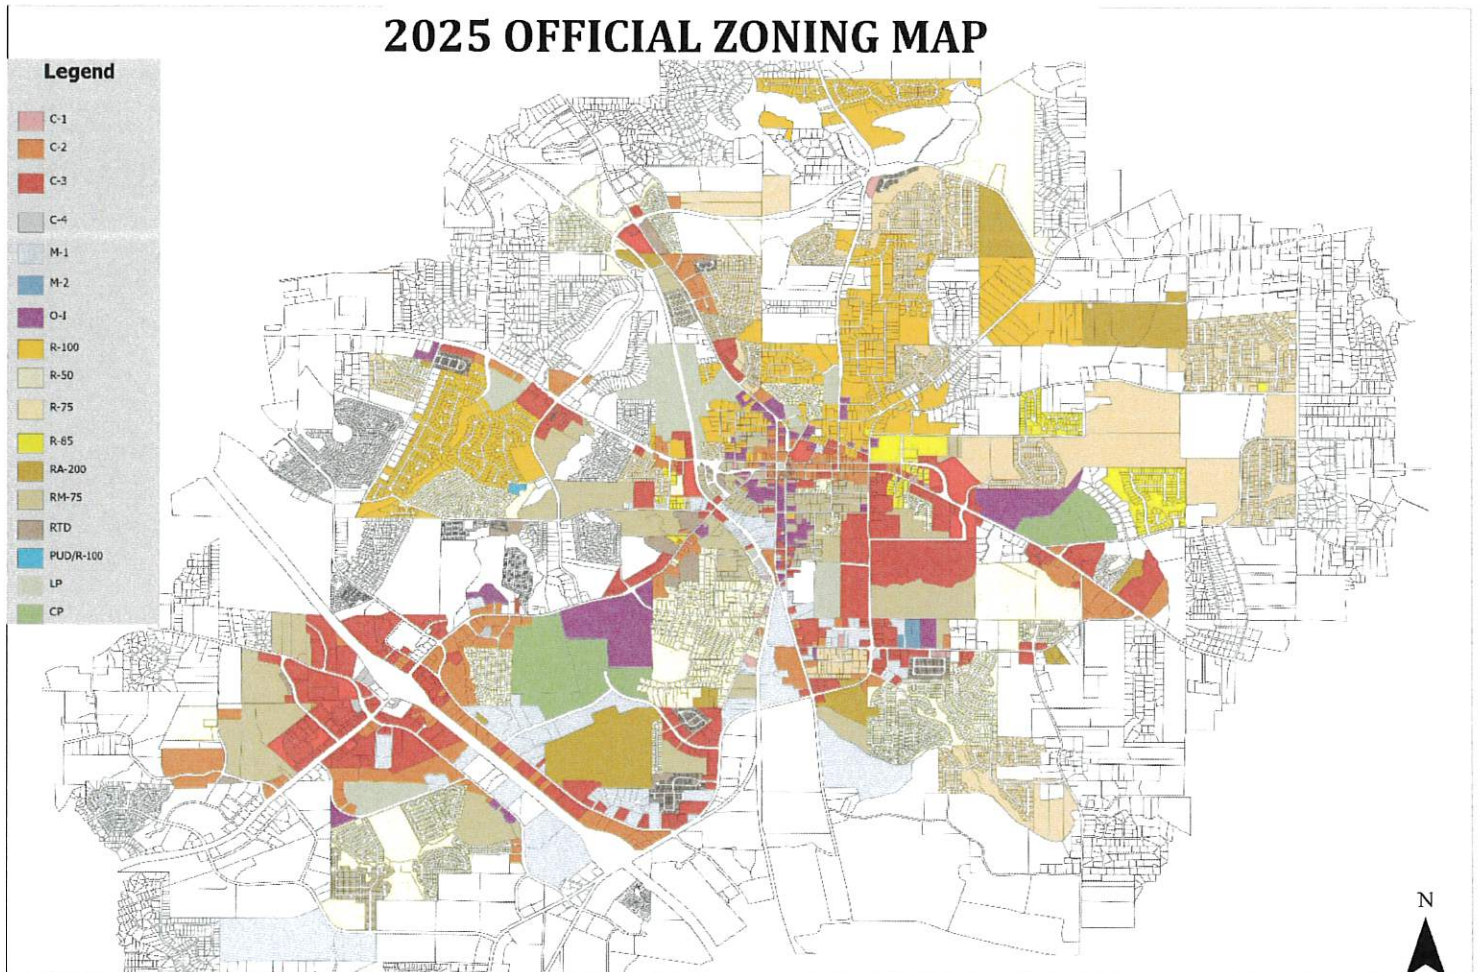 2025 OFFICIAL ZONING MAP
Legend
C-1
C-2
C-3
C-4
M-1
M-2
O-I
R-100
R-50
R-75
R-85
RA-200
RM-75
RTD
PUD/R-100
LP
CP
N